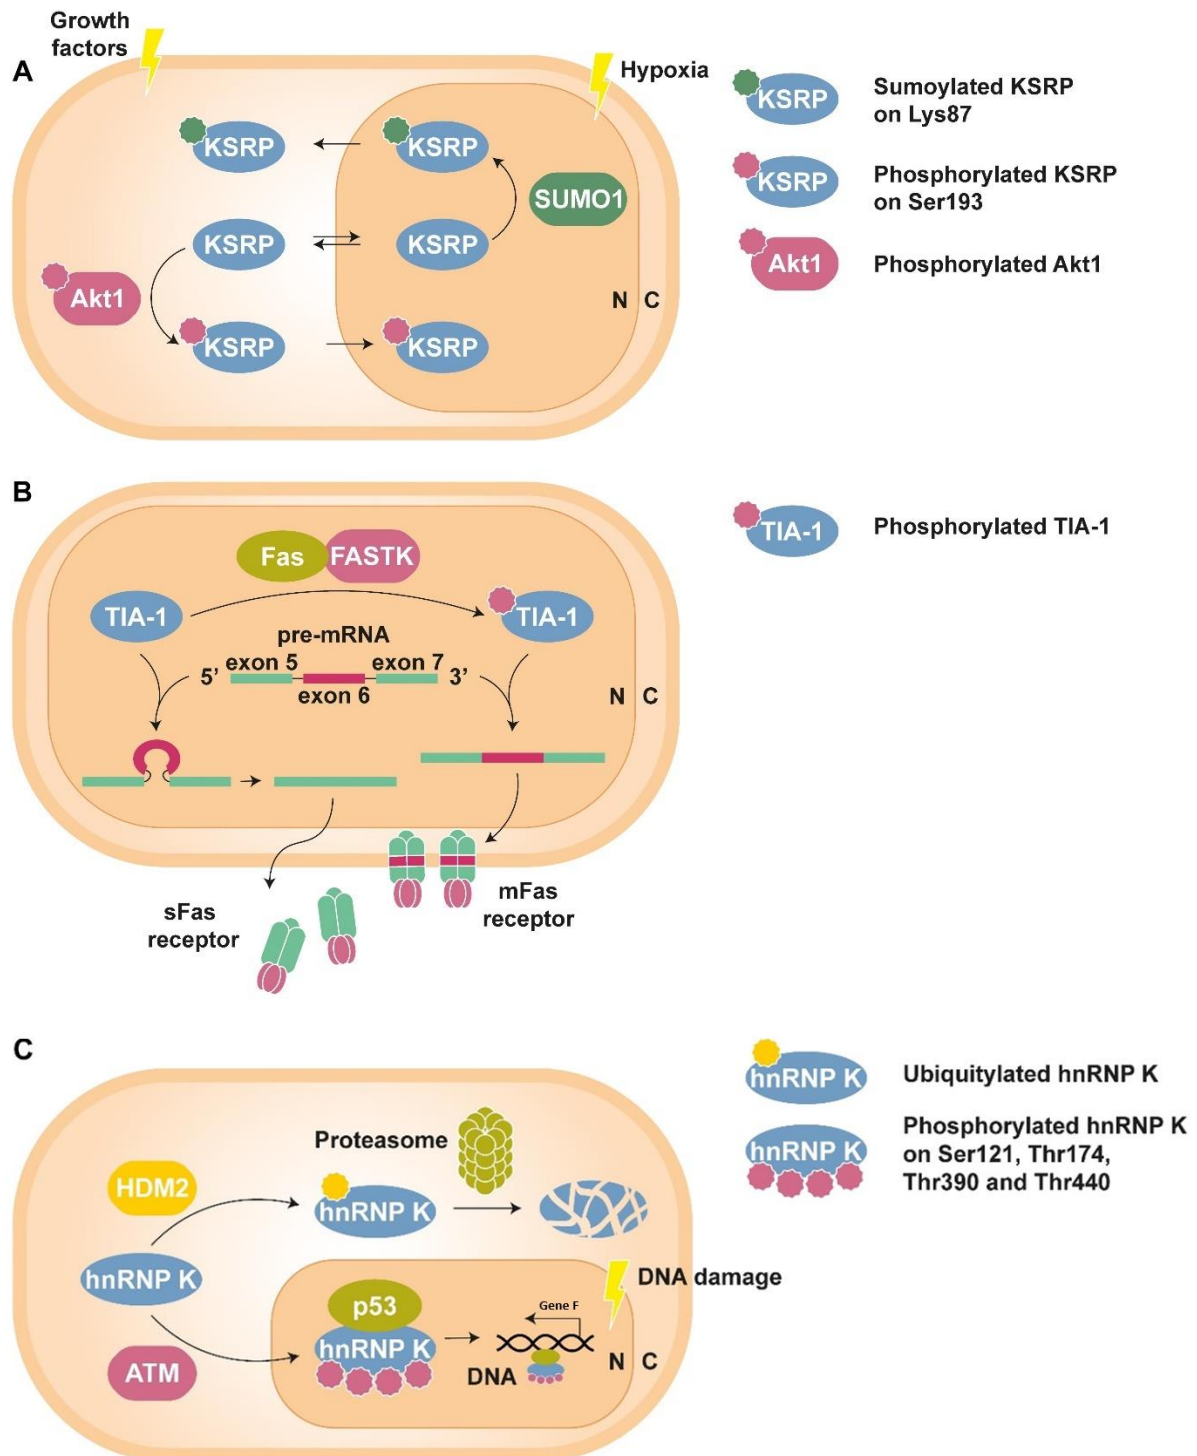 A
Growth
factors
Hypoxia
KSRP
KSRP
SUMO1
KSRP
KSRP
Akt1
N C
KSRP
KSRP
KSRP
Sumoylated KSRP
on Lys87
KSRP
Phosphorylated KSRP
on Ser193
Akt1
Phosphorylated Akt1
B
Fas
FASTK
TIA-1
TIA-1
pre-mRNA
5’
exon 5
exon 7
3’
exon 6
N C
sFas
receptor
mFas
receptor
TIA-1
Phosphorylated TIA-1
C
Proteasome
HDM2
hnRNP K
hnRNP K
DNA damage
p53
hnRNP K
Gene F
DNA
N C
ATM
hnRNP K
Ubiquitylated hnRNP K
hnRNP K
Phosphorylated hnRNP K
on Ser121, Thr174,
Thr390 and Thr440